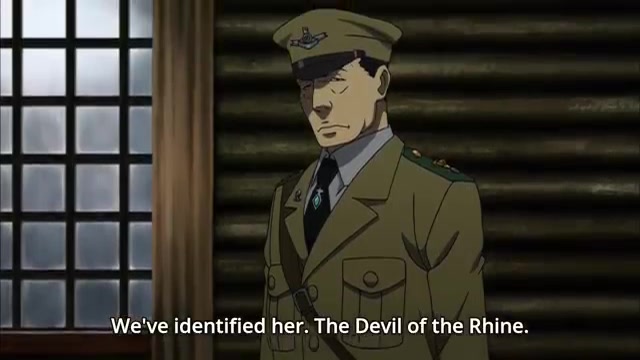 We've identified her. The Devil of the Rhine.